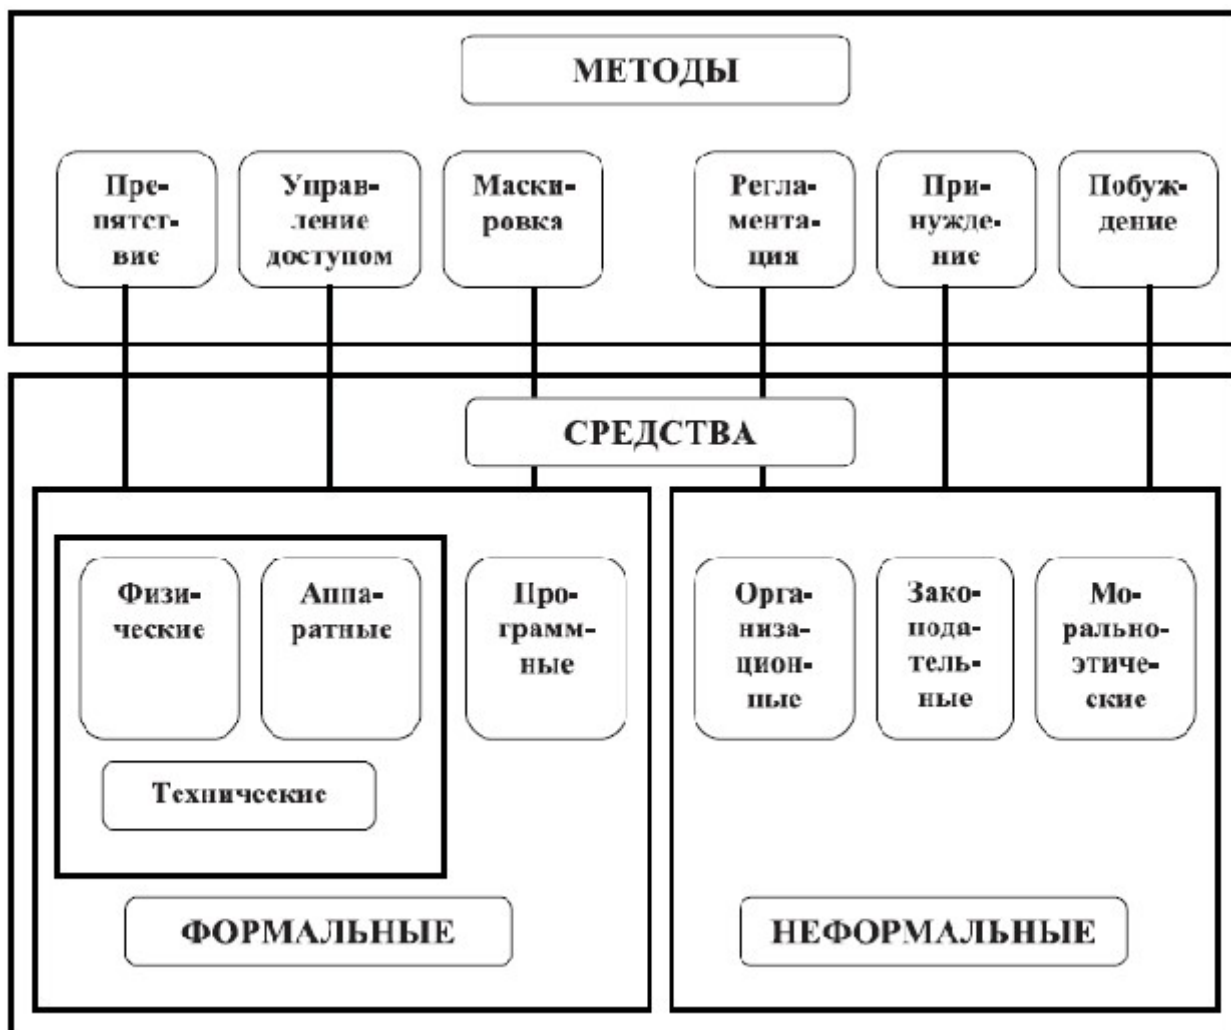 МЕТОДЫ
Пре-
пятст-
вие
Управ-
ление
доступом
Маски-
ровка
Регла-
мента-
ция
При-
нужде-
ние
Побуж-
дение
СРЕДСТВА
Физи-
ческие
Аппа-
ратные
Про-
грамм-
ные
Орга-
низа-
цион-
ные
Зако-
нода-
тель-
ные
Мо-
рально-
этиче-
ские
Технические
ФОРМАЛЬНЫЕ
НЕФОРМАЛЬНЫЕ